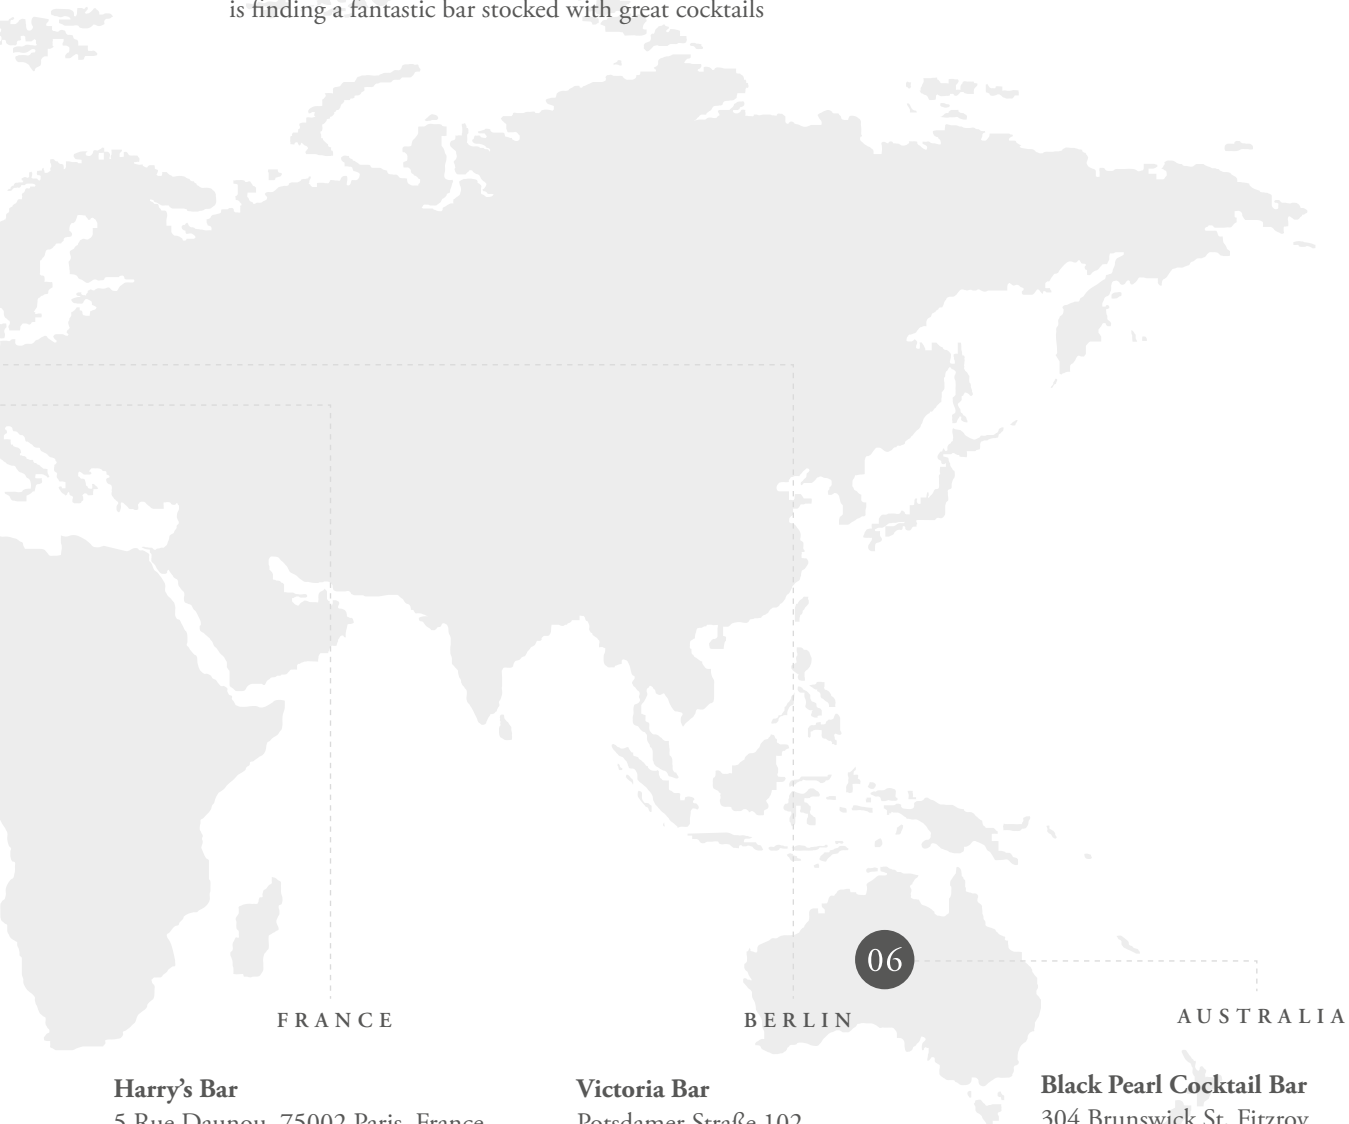 is finding a fantastic bar stocked with great cocktails
06
FRANCE
BERLIN
AUSTRALIA
Harry’s Bar
5 Rue Daunou, 75002 Paris, France
Victoria Bar
Potsdamer Straße 102
Black Pearl Cocktail Bar
304 Brunswick St, Fitzroy